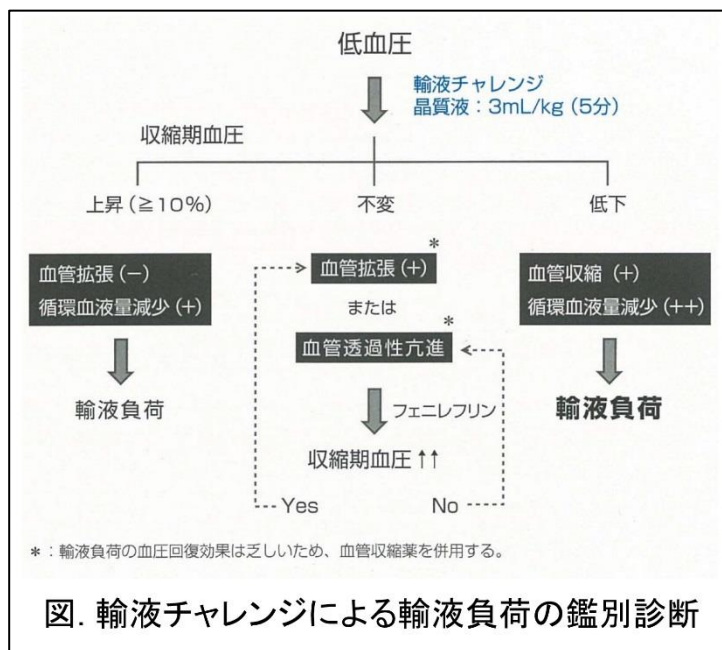 低血圧
輸液チャレンジ
晶質液：3mL/kg（5分）
収縮期血圧
上昇（≧10％） 不変 低下
血管拡張（－）
循環血液量減少（＋）
輸液負荷
＊
血管拡張（＋）
または
＊
血管透過性亢進
フェニレフリン
収縮期血圧↑↑
Yes No
血管収縮（＋）
循環血液量減少（＋＋）
輸液負荷
＊：輸液負荷の血圧回復効果は乏しいため、血管収縮薬を併用する。
図. 輸液チャレンジによる輸液負荷の鑑別診断